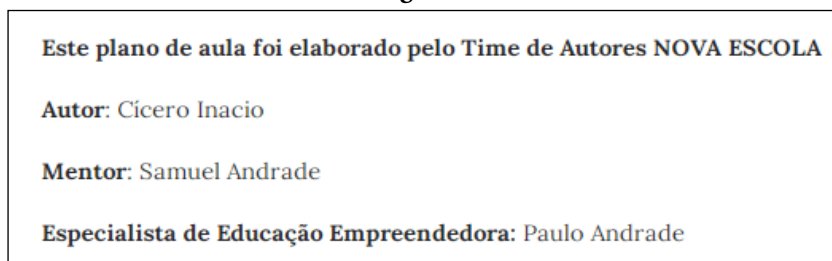 Este plano de aula foi elaborado pelo Time de Autores NOVA ESCOLA
Autor: Cícero Inacio
Mentor: Samuel Andrade
Especialista de Educação Empreendedora: Paulo Andrade